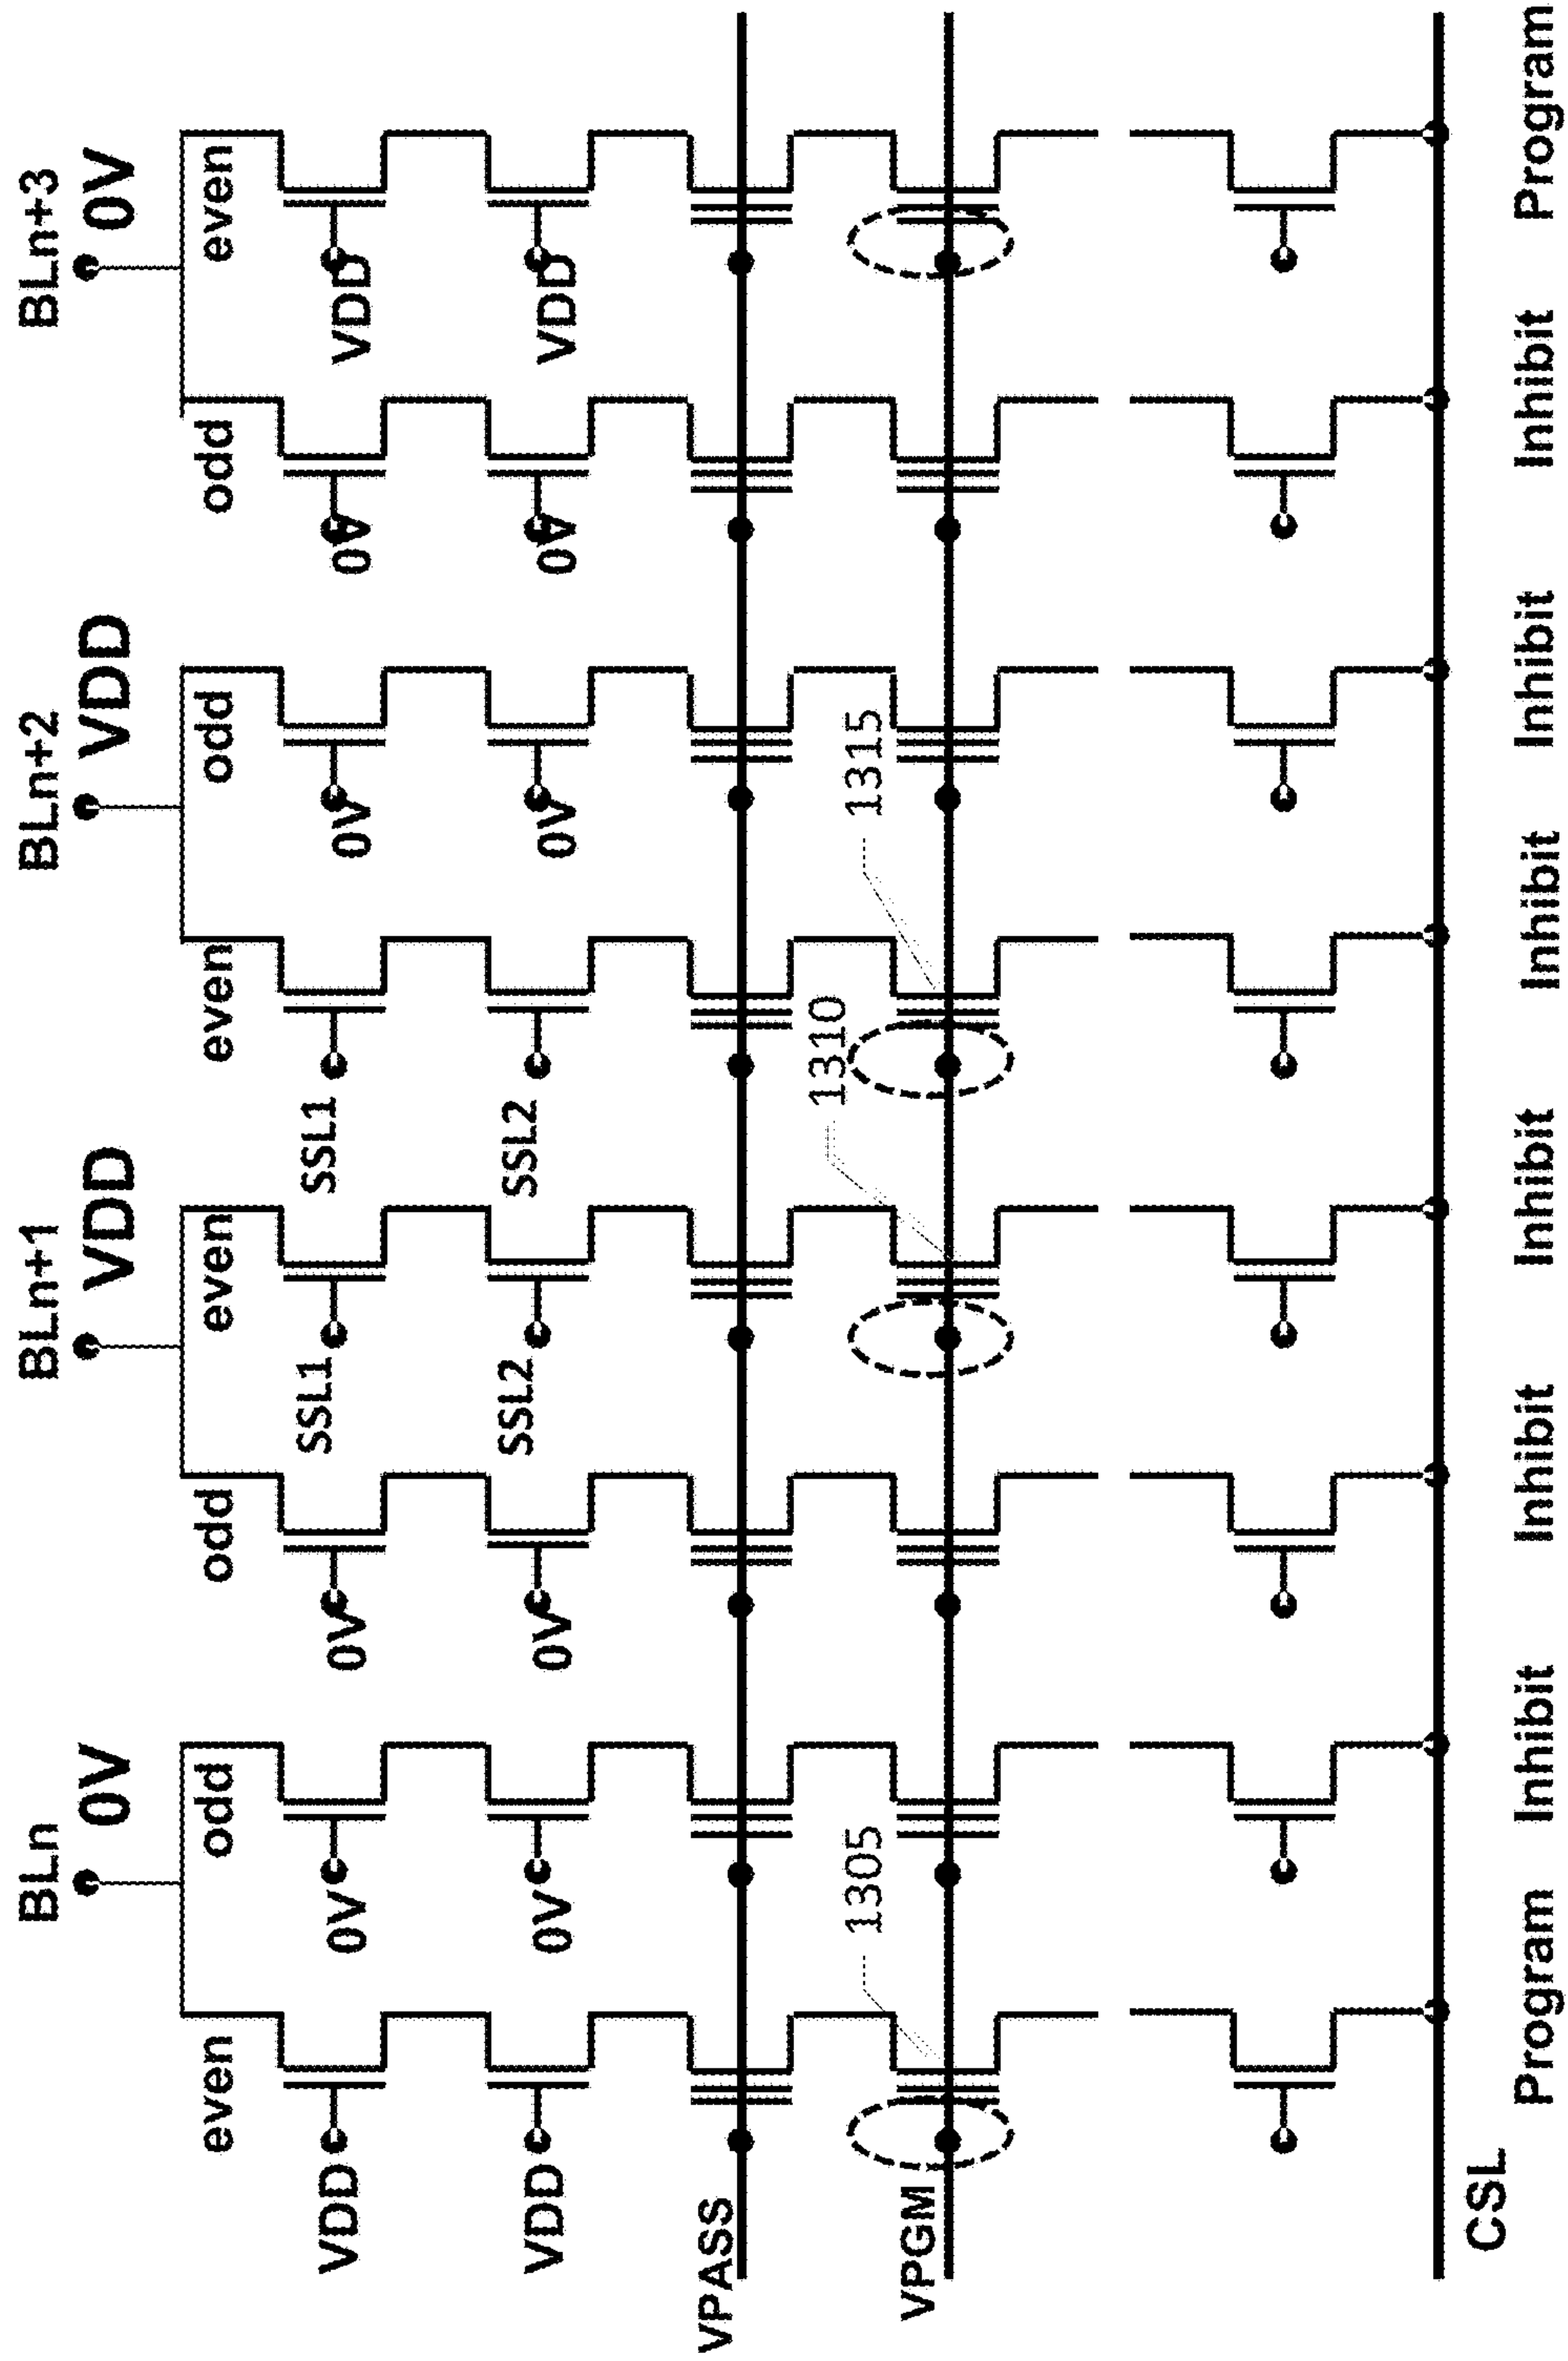 BLn BLn+1 BLn+2 BLn+3
0V VDD VDD 0V
even odd odd even even odd odd even
VDD 0V 0V SSL1 SSL1 0V 0V VDD
VDD 0V 0V SSL2 SSL2 0V 0V VDD
VPASS
1305 1310 1315
VPGM
CSL
Program Inhibit Inhibit Inhibit Inhibit Inhibit Inhibit Program